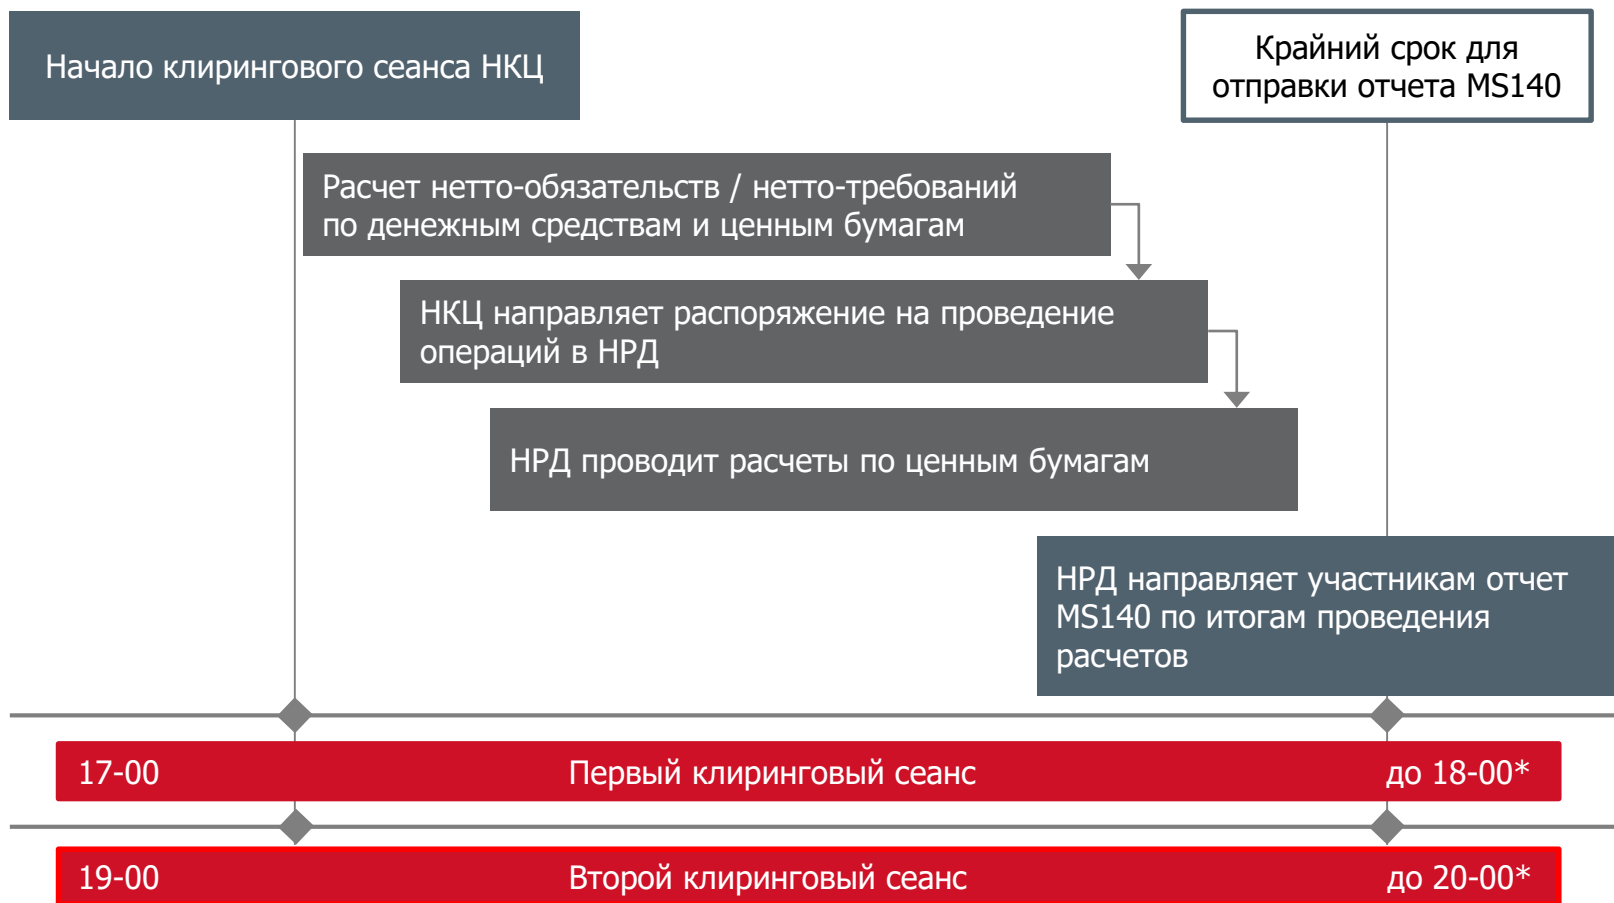 Начало клирингового сеанса НКЦ
Крайний срок для
отправки отчета MS140
Расчет нетто-обязательств / нетто-требований
по денежным средствам и ценным бумагам
НКЦ направляет распоряжение на проведение
операций в НРД
НРД проводит расчеты по ценным бумагам
НРД направляет участникам отчет
MS140 по итогам проведения
расчетов
17-00 Первый клиринговый сеанс до 18-00*
19-00 Второй клиринговый сеанс до 20-00*